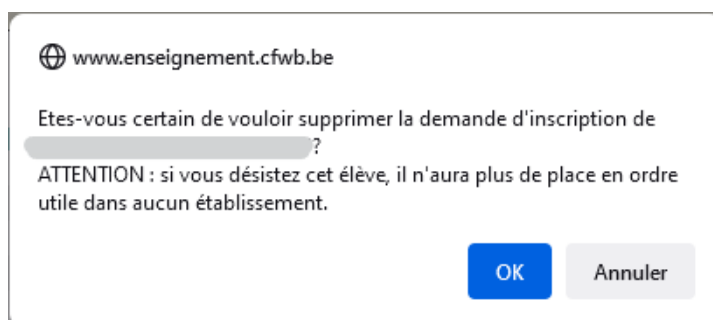 www.enseignement.cfwb.be
Etes-vous certain de vouloir supprimer la demande d'inscription de
?
ATTENTION : si vous désistez cet élève, il n'aura plus de place en ordre
utile dans aucun établissement.
OK Annuler